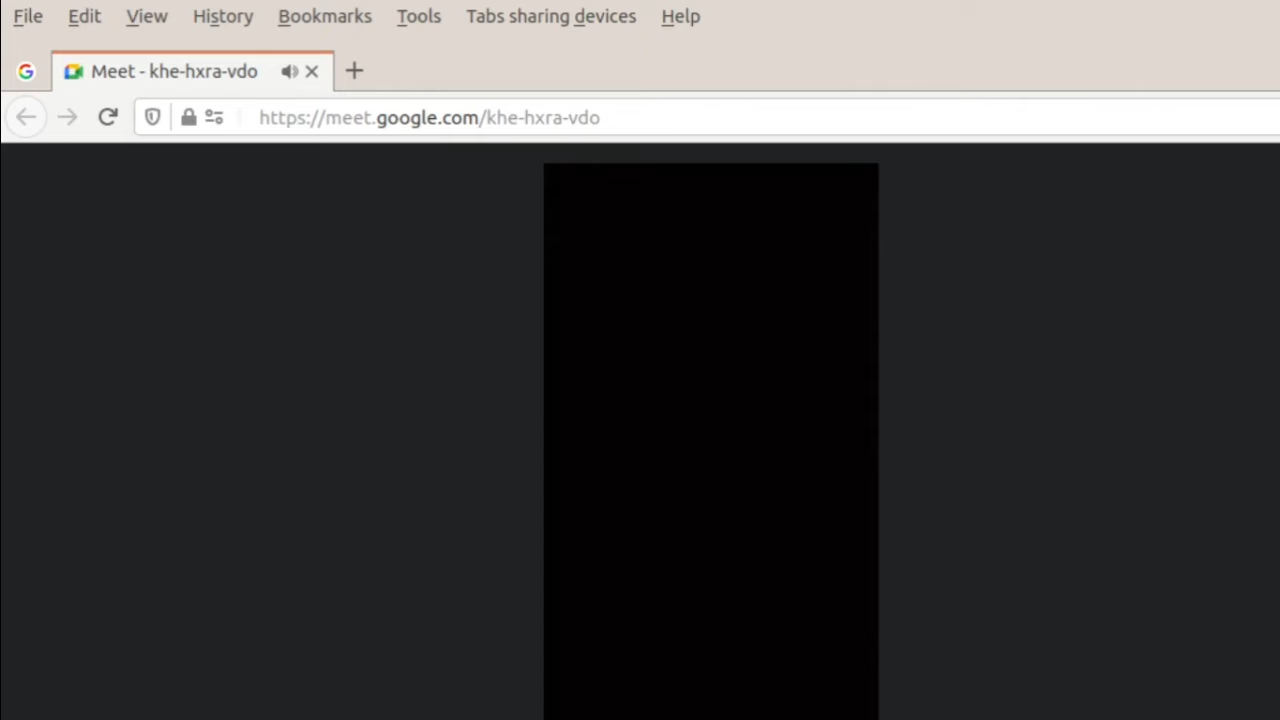 File Edit View History Bookmarks Tools Tabs sharing devices Help
G Meet - khe-hxra-vdo
https://meet.google.com/khe-hxra-vdo